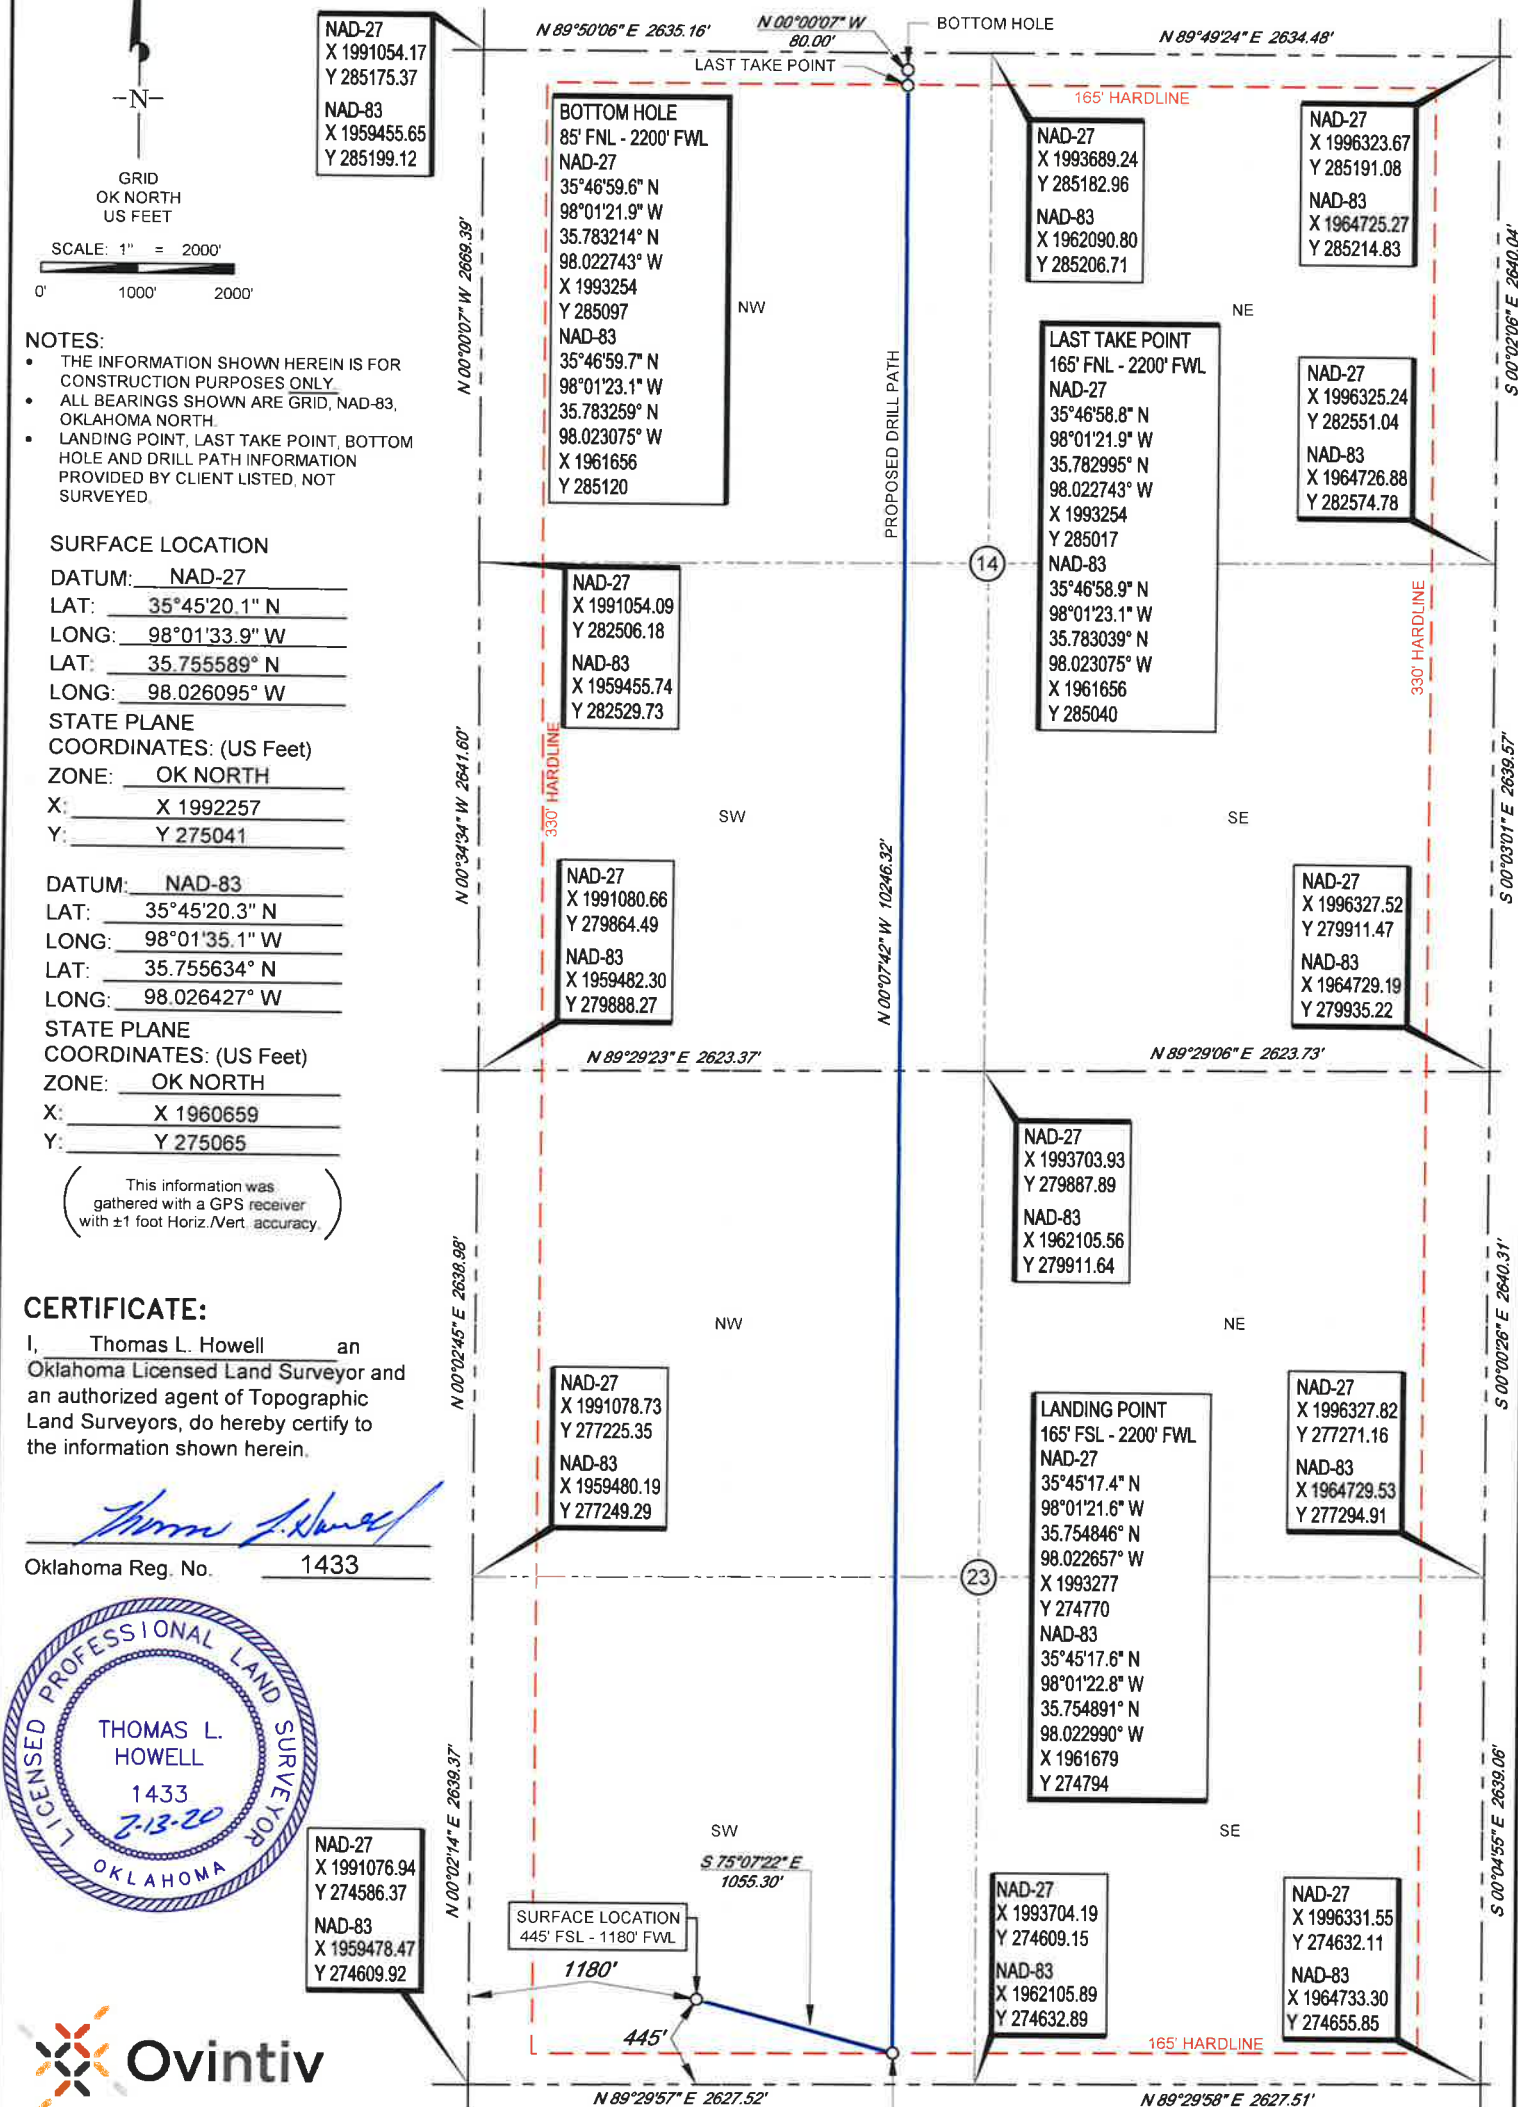 -N-
GRID
OK NORTH
US FEET
SCALE: 1" = 2000'
0' 1000' 2000'
NOTES:
• THE INFORMATION SHOWN HEREIN IS FOR
CONSTRUCTION PURPOSES ONLY.
• ALL BEARINGS SHOWN ARE GRID, NAD-83,
OKLAHOMA NORTH.
• LANDING POINT, LAST TAKE POINT, BOTTOM
HOLE AND DRILL PATH INFORMATION
PROVIDED BY CLIENT LISTED, NOT
SURVEYED.
SURFACE LOCATION
DATUM: NAD-27
LAT: 35°45'20.1" N
LONG: 98°01'33.9" W
LAT: 35.755589° N
LONG: 98.026095° W
STATE PLANE
COORDINATES: (US Feet)
ZONE: OK NORTH
X: X 1992257
Y: Y 275041
DATUM: NAD-83
LAT: 35°45'20.3" N
LONG: 98°01'35.1" W
LAT: 35.755634° N
LONG: 98.026427° W
STATE PLANE
COORDINATES: (US Feet)
ZONE: OK NORTH
X: X 1960659
Y: Y 275065
This information was
gathered with a GPS receiver
with ±1 foot Horiz./Vert. accuracy.
CERTIFICATE:
I, Thomas L. Howell an
Oklahoma Licensed Land Surveyor and
an authorized agent of Topographic
Land Surveyors, do hereby certify to
the information shown herein.
Thomas L. Howell
Oklahoma Reg. No. 1433
LICENSED PROFESSIONAL LAND SURVEYOR
THOMAS L.
HOWELL
1433
2-13-20
OKLAHOMA
Ovintiv
NAD-27
X 1991054.17
Y 285175.37
NAD-83
X 1959455.65
Y 285199.12
N 89°50'06" E 2635.16'
N 00°00'07" W
80.00'
BOTTOM HOLE
LAST TAKE POINT
N 89°49'24" E 2634.48'
165' HARDLINE
BOTTOM HOLE
85' FNL - 2200' FWL
NAD-27
35°46'59.6" N
98°01'21.9" W
35.783214° N
98.022743° W
X 1993254
Y 285097
NAD-83
35°46'59.7" N
98°01'23.1" W
35.783259° N
98.023075° W
X 1961656
Y 285120
NAD-27
X 1993689.24
Y 285182.96
NAD-83
X 1962090.80
Y 285206.71
NAD-27
X 1996323.67
Y 285191.08
NAD-83
X 1964725.27
Y 285214.83
N 00°00'07" W 2669.39'
S 00°02'06" E 2640.04'
NW
NE
LAST TAKE POINT
165' FNL - 2200' FWL
NAD-27
35°46'58.8" N
98°01'21.9" W
35.782995° N
98.022743° W
X 1993254
Y 285017
NAD-83
35°46'58.9" N
98°01'23.1" W
35.783039° N
98.023075° W
X 1961656
Y 285040
NAD-27
X 1996325.24
Y 282551.04
NAD-83
X 1964726.88
Y 282574.78
PROPOSED DRILL PATH
14
NAD-27
X 1991054.09
Y 282506.18
NAD-83
X 1959455.74
Y 282529.73
330' HARDLINE
330' HARDLINE
N 00°34'34" W 2641.60'
S 00°03'01" E 2639.57'
SW
SE
N 00°07'42" W 10246.32'
NAD-27
X 1991080.66
Y 279864.49
NAD-83
X 1959482.30
Y 279888.27
NAD-27
X 1996327.52
Y 279911.47
NAD-83
X 1964729.19
Y 279935.22
N 89°29'23" E 2623.37'
N 89°29'06" E 2623.73'
NAD-27
X 1993703.93
Y 279887.89
NAD-83
X 1962105.56
Y 279911.64
N 00°02'45" E 2638.98'
S 00°00'26" E 2640.31'
NW
NE
NAD-27
X 1991078.73
Y 277225.35
NAD-83
X 1959480.19
Y 277249.29
LANDING POINT
165' FSL - 2200' FWL
NAD-27
35°45'17.4" N
98°01'21.6" W
35.754846° N
98.022657° W
X 1993277
Y 274770
NAD-83
35°45'17.6" N
98°01'22.8" W
35.754891° N
98.022990° W
X 1961679
Y 274794
NAD-27
X 1996327.82
Y 277271.16
NAD-83
X 1964729.53
Y 277294.91
23
N 00°02'14" E 2639.37'
S 00°04'55" E 2639.06'
SW
SE
S 75°07'22" E
1055.30'
NAD-27
X 1991076.94
Y 274586.37
NAD-83
X 1959478.47
Y 274609.92
SURFACE LOCATION
445' FSL - 1180' FWL
1180'
445'
NAD-27
X 1993704.19
Y 274609.15
NAD-83
X 1962105.89
Y 274632.89
NAD-27
X 1996331.55
Y 274632.11
NAD-83
X 1964733.30
Y 274655.85
165' HARDLINE
N 89°29'57" E 2627.52'
N 89°29'58" E 2627.51'